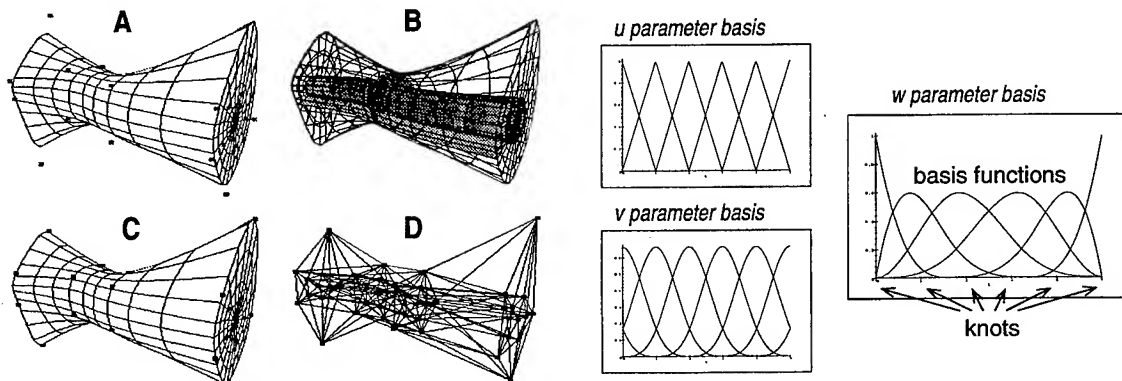 A
B
C
D
u parameter basis
v parameter basis
w parameter basis
basis functions
knots